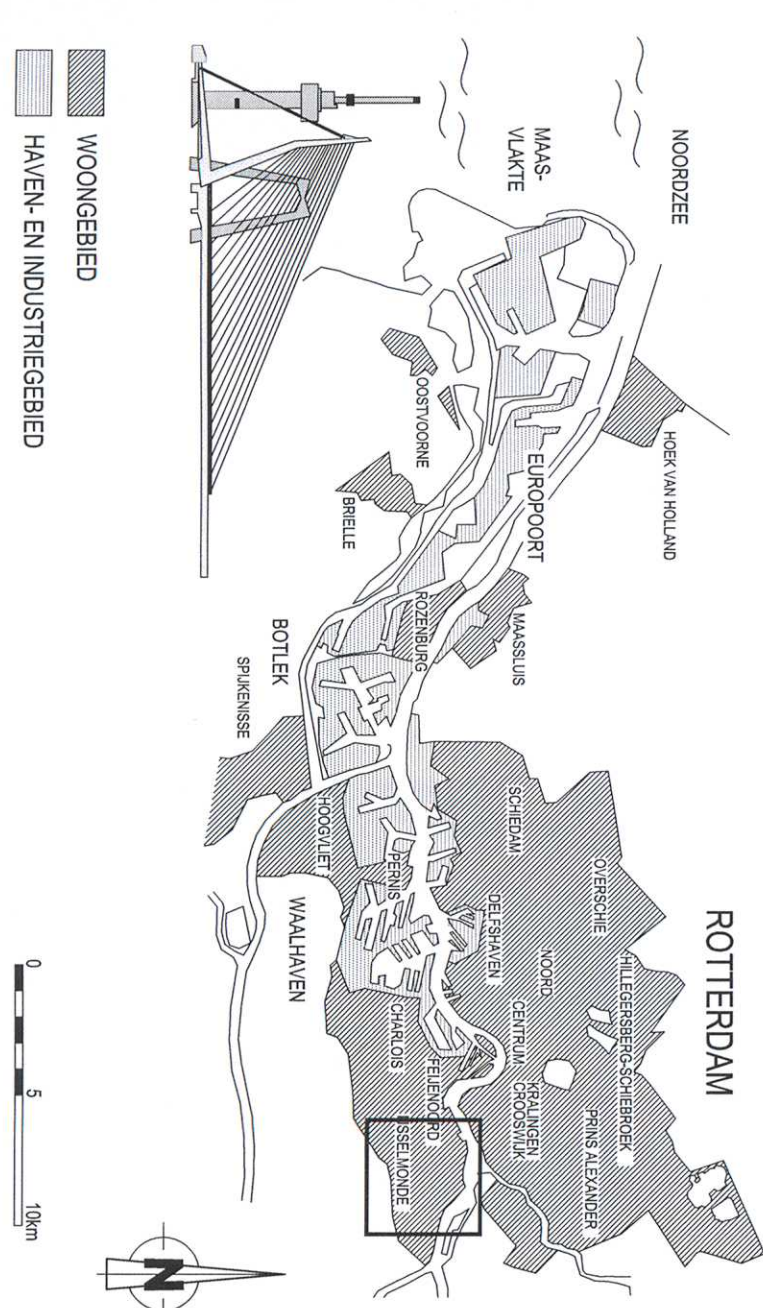 ROTTERDAM
NOORDZEE
MAAS-
VLAKTE
HOEK VAN HOLLAND
EUROPOORT
OOSTVOORNE
BRIELLE
MAASSLUIS
ROZENBURG
BOTLEK
SPIJKENISSE
HOOGVLIET
PERNIS
SCHIEDAM
OVERSCHIE
HILLEGERSBERG-SCHIEBROEK
DELFSHAVEN
NOORD
CENTRUM
KRALINGEN
CROOSWIJK
PRINS ALEXANDER
WAALHAVEN
CHARLOIS
FEIJENOORD
IJSSELMONDE
WOONGEBIED
HAVEN- EN INDUSTRIEGEBIED
0
5
10km
N